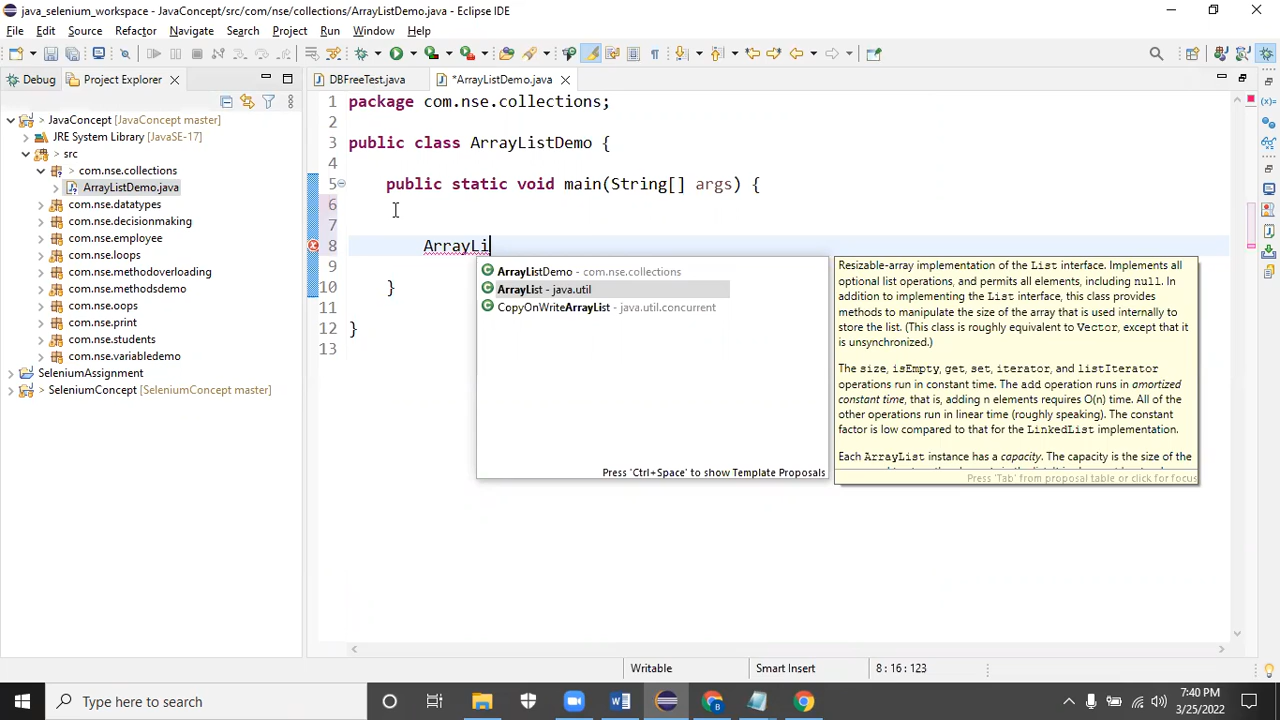 java_selenium_workspace - JavaConcept/src/com/nse/collections/ArrayListDemo.java - Eclipse IDE
File Edit Source Refactor Navigate Search Project Run Window Help
Debug Project Explorer
DBFreeTest.java *ArrayListDemo.java
> JavaConcept [JavaConcept master]
JRE System Library [JavaSE-17]
> src
> com.nse.collections
ArrayListDemo.java
com.nse.datatypes
com.nse.decisionmaking
com.nse.employee
com.nse.loops
com.nse.methodoverloading
com.nse.methodsdemo
com.nse.oops
com.nse.print
com.nse.students
com.nse.variabledemo
SeleniumAssignment
> SeleniumConcept [SeleniumConcept master]
1 package com.nse.collections;
2
3 public class ArrayListDemo {
4
5 public static void main(String[] args) {
6
7
8 ArrayLi
9
10 }
11
12 }
13
ArrayListDemo - com.nse.collections
ArrayList - java.util
CopyOnWriteArrayList - java.util.concurrent
Press 'Ctrl+Space' to show Template Proposals
Resizable-array implementation of the List interface. Implements all
optional list operations, and permits all elements, including null. In
addition to implementing the List interface, this class provides
methods to manipulate the size of the array that is used internally to
store the list. (This class is roughly equivalent to Vector, except that it
is unsynchronized.)
The size, isEmpty, get, set, iterator, and listIterator
operations run in constant time. The add operation runs in amortized
constant time, that is, adding n elements requires O(n) time. All of the
other operations run in linear time (roughly speaking). The constant
factor is low compared to that for the LinkedList implementation.
Each ArrayList instance has a capacity. The capacity is the size of the
Press 'Tab' from proposal table or click for focus
Writable Smart Insert 8 : 16 : 123
Type here to search
7:40 PM
3/25/2022